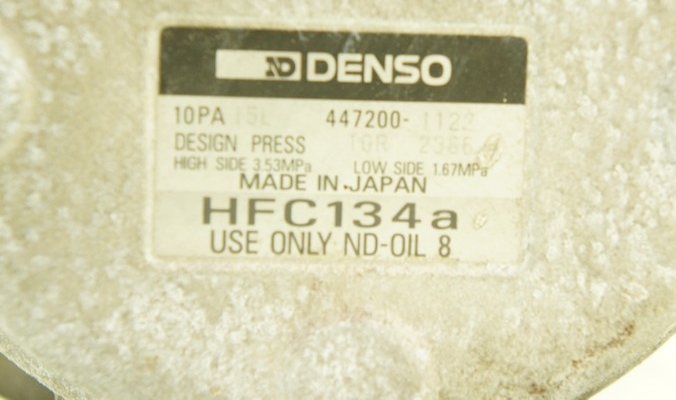 ND DENSO
10PA 15L 447200-1122
DESIGN PRESS
HIGH SIDE 3.53MPa LOW SIDE 1.67MPa
MADE IN JAPAN
HFC134a
USE ONLY ND-OIL 8